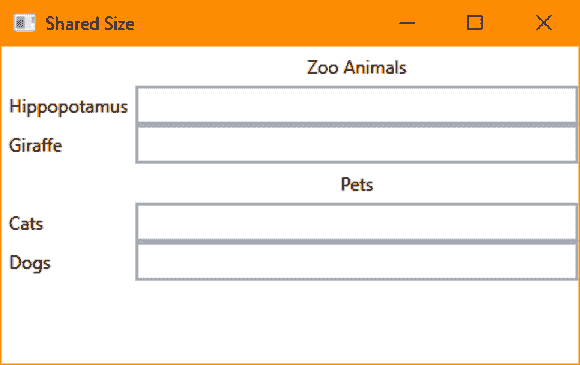 Shared Size
Zoo Animals
Hippopotamus
Giraffe
Pets
Cats
Dogs